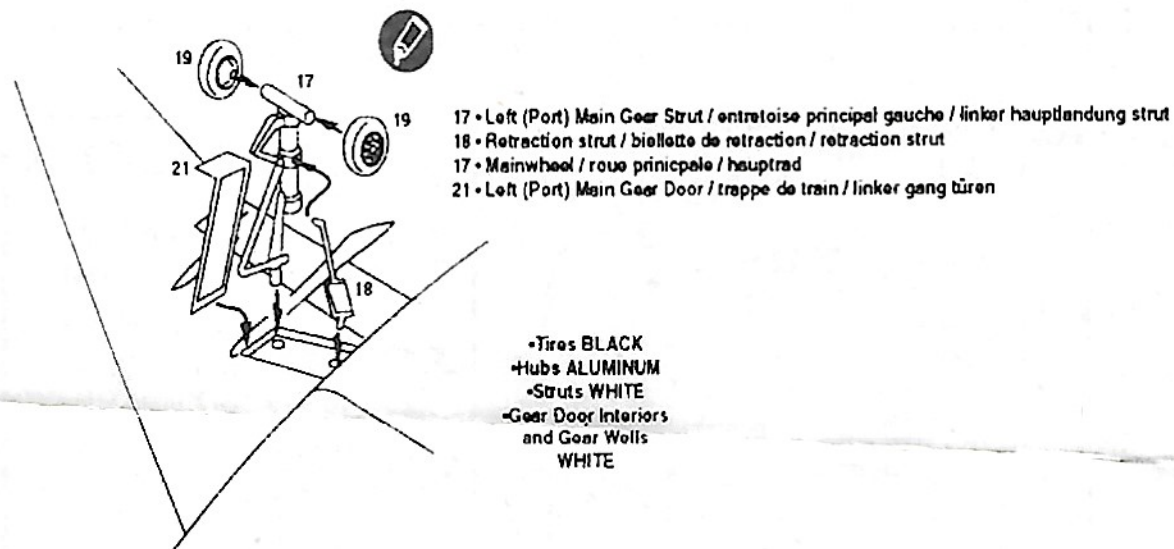 19
17
19
21
18
17 • Left (Port) Main Gear Strut / entretoise principal gauche / linker hauptlandung strut
18 • Retraction strut / biellette de retraction / retraction strut
17 • Mainwheel / roue prinicpale / hauptrad
21 • Left (Port) Main Gear Door / trappe de train / linker gang türen
•Tires BLACK
•Hubs ALUMINUM
•Struts WHITE
•Gear Door Interiors
and Gear Wells
WHITE